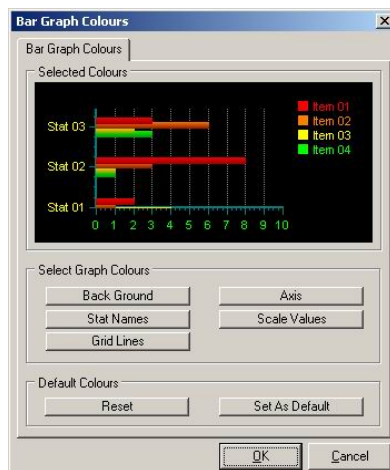 Bar Graph Colours
Bar Graph Colours
Selected Colours
Item 01
Item 02
Item 03
Item 04
Stat 03
Stat 02
Stat 01
0 1 2 3 4 5 6 7 8 9 10
Select Graph Colours
Back Ground Axis
Stat Names Scale Values
Grid Lines
Default Colours
Reset Set As Default
OK Cancel